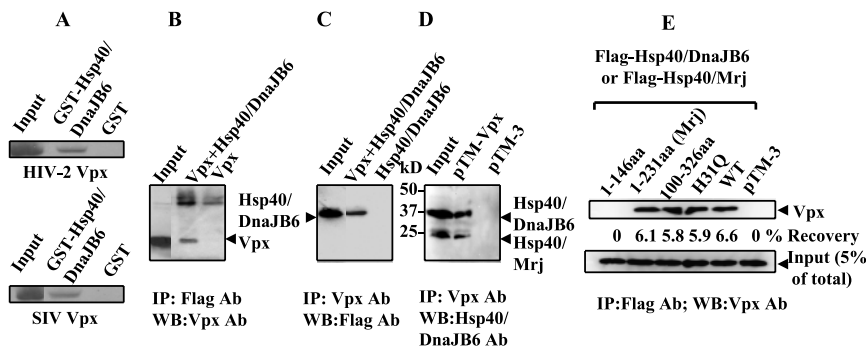 A
Input
GST-Hsp40/
DnaJB6
GST
HIV-2 Vpx
SIV Vpx
Input
GST-Hsp40/
DnaJB6
GST
B
Input
Vpx+Hsp40/DnaJB6
Vpx
Hsp40/
DnaJB6
Vpx
IP: Flag Ab
WB:Vpx Ab
C
Input
Vpx+Hsp40/DnaJB6
Hsp40/DnaJB6
IP: Vpx Ab
WB:Flag Ab
D
Input
pTM-Vpx
pTM-3
kD
50
37
25
Hsp40/
DnaJB6
Hsp40/
Mrj
IP: Vpx Ab
WB:Hsp40/
DnaJB6 Ab
E
Flag-Hsp40/DnaJB6
or Flag-Hsp40/Mrj
1-146aa
1-231aa (Mrj)
100-326aa
H31Q
WT
pTM-3
Vpx
0 6.1 5.8 5.9 6.6 0 % Recovery
Input (5%
of total)
IP:Flag Ab; WB:Vpx Ab